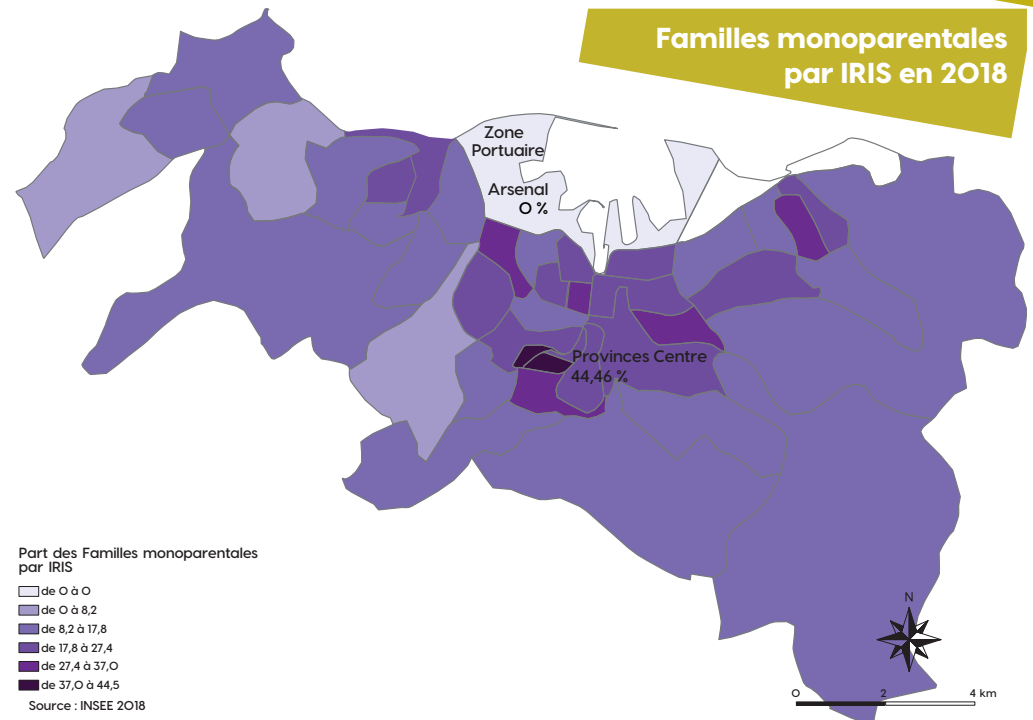 Familles monoparentales
par IRIS en 2018
Zone
Portuaire
Arsenal
0 %
Provinces Centre
44,46 %
Part des Familles monoparentales
par IRIS
de 0 à 0
de 0 à 8,2
de 8,2 à 17,8
de 17,8 à 27,4
de 27,4 à 37,0
de 37,0 à 44,5
Source : INSEE 2018
N
0 2 4 km